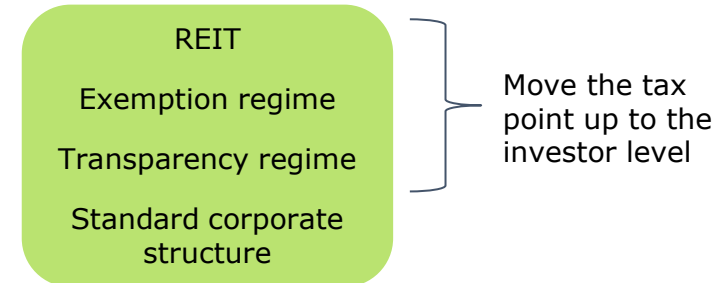 REIT
Exemption regime
Transparency regime
Standard corporate
structure
Move the tax
point up to the
investor level